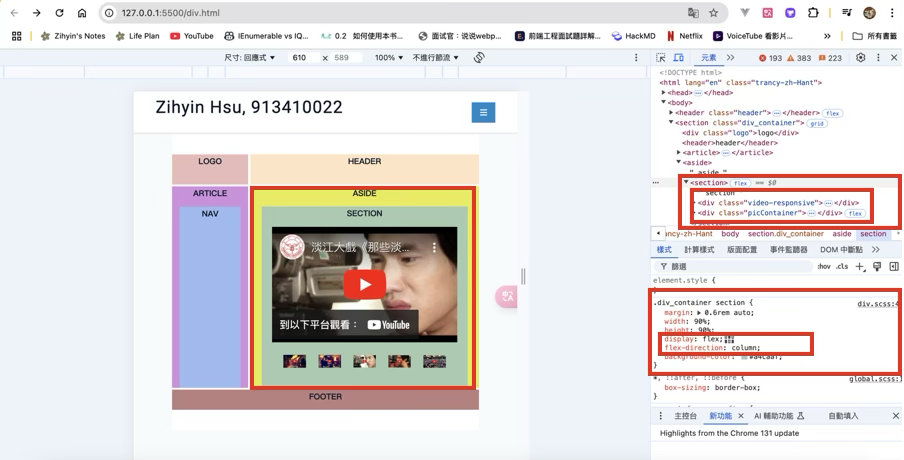 127.0.0.1:5500/div.html
Zihyin's Notes
Life Plan
YouTube
IEnumerable vs IQ...
0.2 如何使用本书...
面试官：说说webp...
前端工程面試題詳解...
HackMD
Netflix
VoiceTube 看影片...
»
所有書籤
尺寸: 回應式 ▼ 610 × 589 100% ▼ 不進行節流 ▼
元素 » 193 383 223
Zihyin Hsu, 913410022
LOGO
HEADER
ARTICLE
ASIDE
NAV
SECTION
淡江大戲《那些淡...
到以下平台觀看： YouTube
FOOTER
<!DOCTYPE html>
<html lang="en" class="trancy-zh-Hant">
▶<head>⋯</head>
▼<body>
▶<header class="header">⋯</header> flex
▼<section class="div_container"> grid
<div class="logo">logo</div>
<header>header</header>
▶<article>⋯</article>
▼<aside>
" aside "
▼<section> flex == $0
section
<div class="video-responsive">⋯</div>
<div class="picContainer">⋯</div> flex
ancy-zh-Hant body section.div_container aside section
樣式 計算樣式 版面配置 事件監聽器 DOM 中斷點 »
篩選 :hov .cls
element.style {
}
.div_container section { div.scss:4
margin: ▶ 0.6rem auto;
width: 90%;
height: 90%;
display: flex;
flex-direction: column;
background-color: #a4caaf;
}
*, ::after, ::before { global.scss:
box-sizing: border-box;
}
主控台 新功能 AI 輔助功能 自動填入
Highlights from the Chrome 131 update